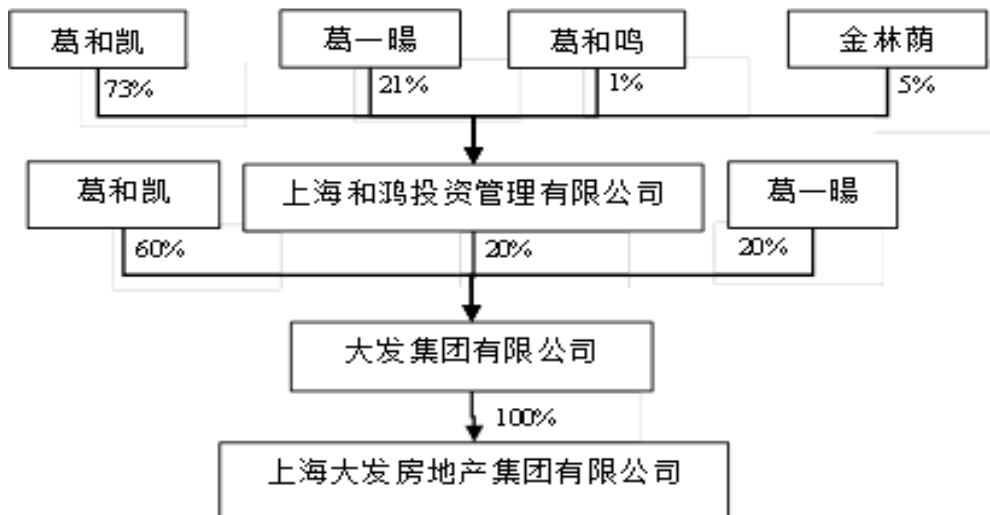 葛和凯
葛一暘
葛和鸣
金林荫
73%
21%
1%
5%
葛和凯
上海和鸿投资管理有限公司
葛一暘
60%
20%
20%
大发集团有限公司
100%
上海大发房地产集团有限公司